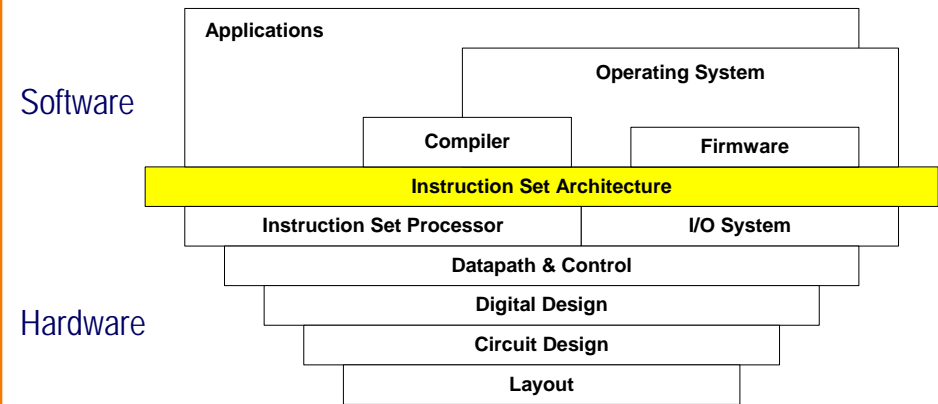 Applications
Operating System
Software
Compiler
Firmware
Instruction Set Architecture
Instruction Set Processor
I/O System
Datapath & Control
Digital Design
Hardware
Circuit Design
Layout